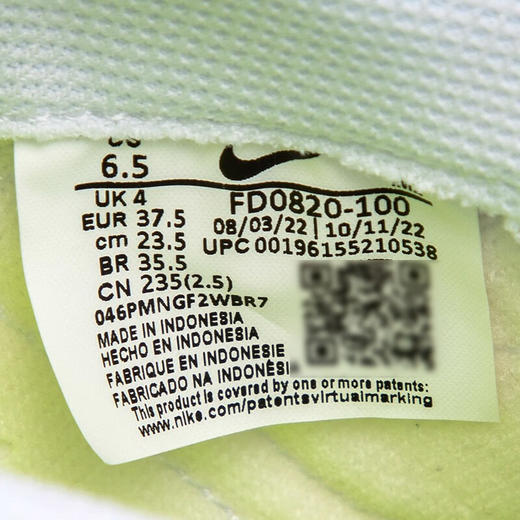 US
6.5
UK 4
EUR 37.5
cm 23.5
BR 35.5
CN 235(2.5)
FD0820-100
08/03/22 | 10/11/22
UPC 00196155210538
046PMNGF2WBR7
MADE IN INDONESIA
HECHO EN INDONESIA
FABRIQUE EN INDONESIE
FABRICADO NA INDONÉSI
This product is covered by one or more patents:
www.nike.com/patentsvirtualmarking